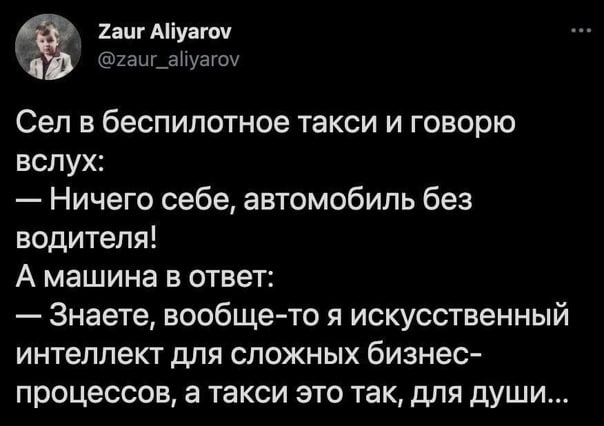 Zaur Aliyarov
@zaur_aliyarov
Сел в беспилотное такси и говорю
вслух:
— Ничего себе, автомобиль без
водителя!
А машина в ответ:
— Знаете, вообще-то я искусственный
интеллект для сложных бизнес-
процессов, а такси это так, для души...